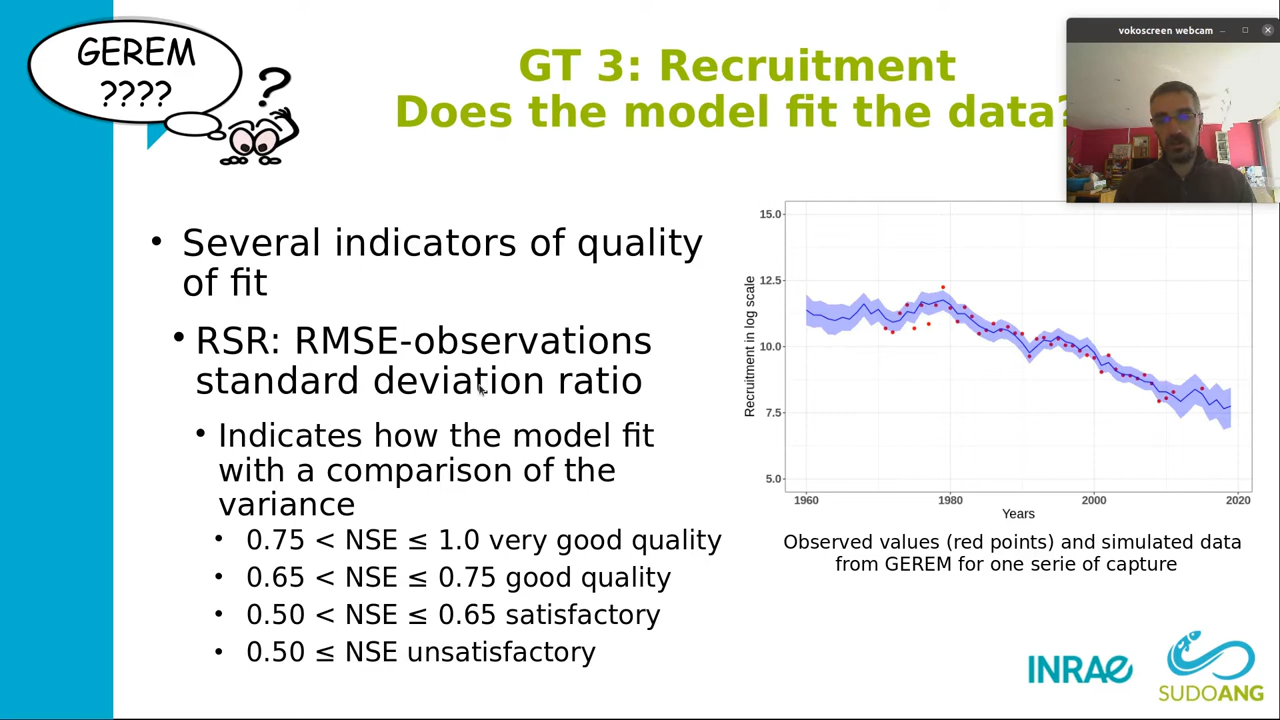 GEREM
????
?
GT 3: Recruitment
Does the model fit the data?
vokoscreen webcam
• Several indicators of quality
of fit
• RSR: RMSE-observations
standard deviation ratio
• Indicates how the model fit
with a comparison of the
variance
• 0.75 < NSE ≤ 1.0 very good quality
• 0.65 < NSE ≤ 0.75 good quality
• 0.50 < NSE ≤ 0.65 satisfactory
• 0.50 ≤ NSE unsatisfactory
Recruitment in log scale
15.0
12.5
10.0
7.5
5.0
1960 1980 2000 2020
Years
Observed values (red points) and simulated data
from GEREM for one serie of capture
INRAE
SUDOANG